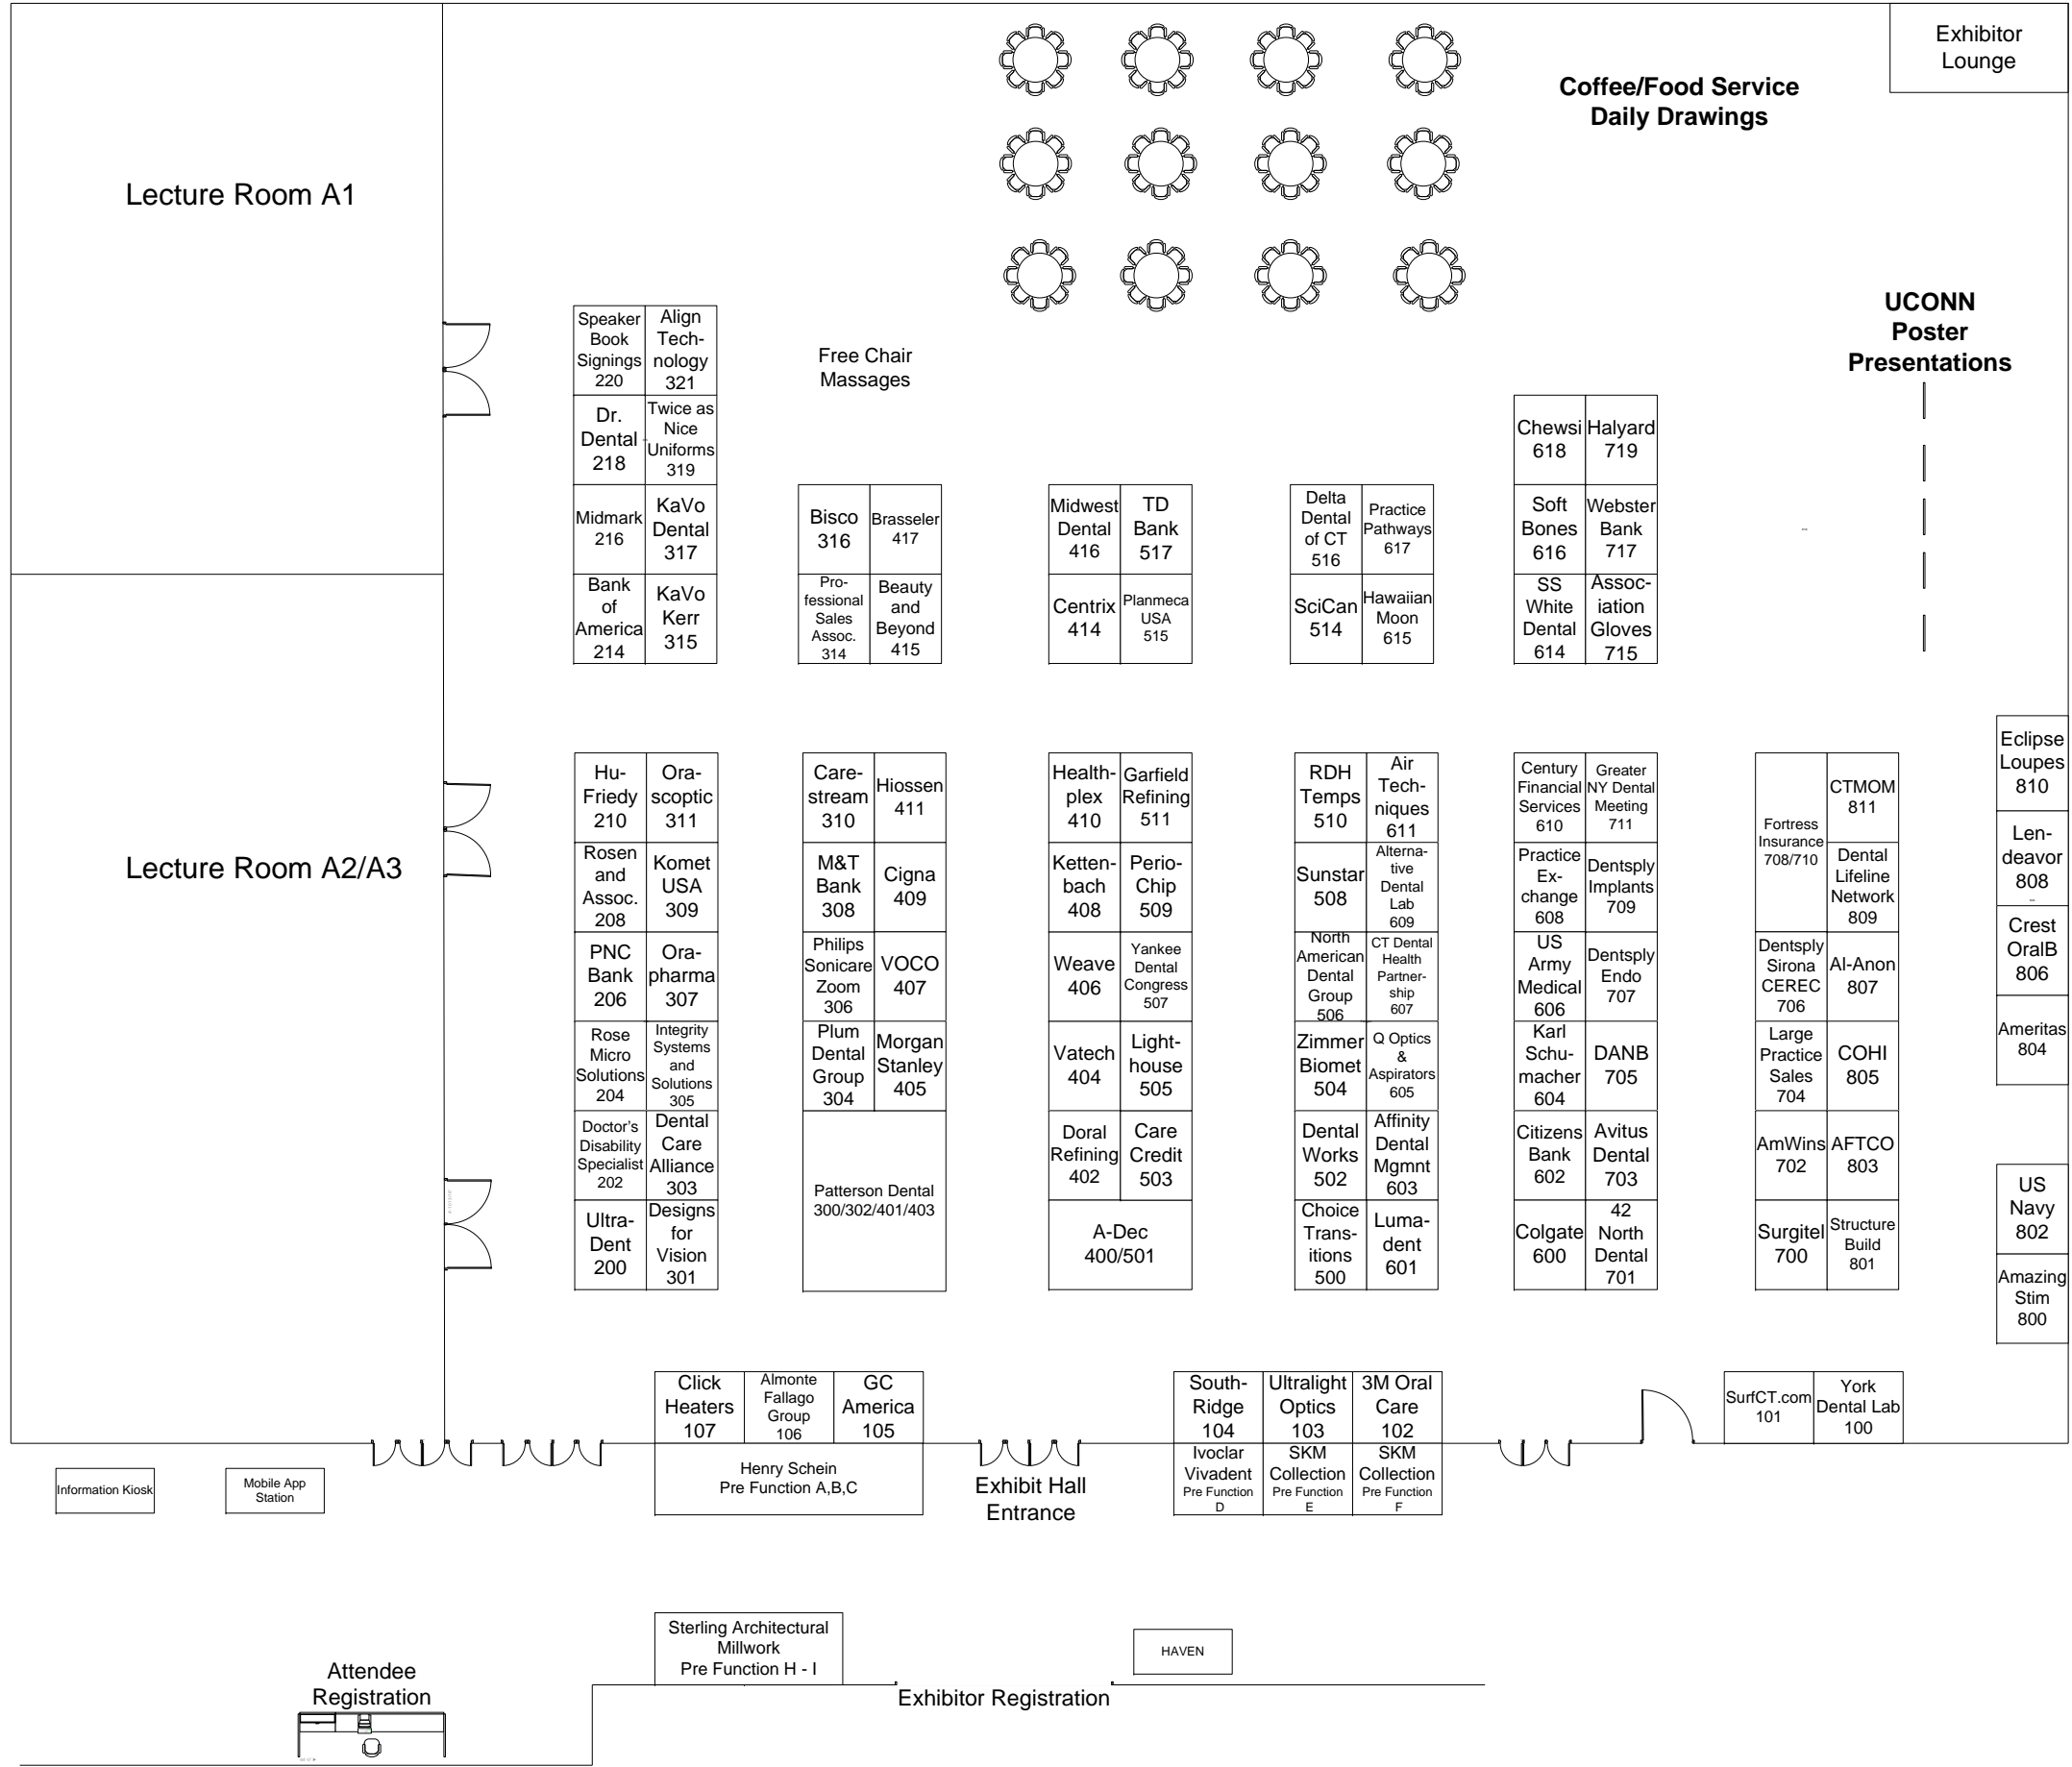 Exhibitor
Lounge
Coffee/Food Service
Daily Drawings
Lecture Room A1
UCONN
Poster
Presentations
Speaker
Book
Signings
220
Align
Tech-
nology
321
Free Chair
Massages
Dr.
Dental
218
Twice as
Nice
Uniforms
319
Chewsi
618
Halyard
719
Midmark
216
KaVo
Dental
317
Bisco
316
Brasseler
417
Midwest
Dental
416
TD
Bank
517
Delta
Dental
of CT
516
Practice
Pathways
617
Soft
Bones
616
Webster
Bank
717
Bank
of
America
214
KaVo
Kerr
315
Pro-
fessional
Sales
Assoc.
314
Beauty
and
Beyond
415
Centrix
414
Planmeca
USA
515
SciCan
514
Hawaiian
Moon
615
SS
White
Dental
614
Assoc-
iation
Gloves
715
Lecture Room A2/A3
Hu-
Friedy
210
Ora-
scoptic
311
Care-
stream
310
Hiossen
411
Health-
plex
410
Garfield
Refining
511
RDH
Temps
510
Air
Tech-
niques
611
Century
Financial
Services
610
Greater
NY Dental
Meeting
711
Fortress
Insurance
708/710
CTMOM
811
Eclipse
Loupes
810
Rosen
and
Assoc.
208
Komet
USA
309
M&T
Bank
308
Cigna
409
Ketten-
bach
408
Perio-
Chip
509
Sunstar
508
Alterna-
tive
Dental
Lab
609
Practice
Ex-
change
608
Dentsply
Implants
709
Dental
Lifeline
Network
809
Len-
deavor
808
PNC
Bank
206
Ora-
pharma
307
Philips
Sonicare
Zoom
306
VOCO
407
Weave
406
Yankee
Dental
Congress
507
North
American
Dental
Group
506
CT Dental
Health
Partner-
ship
607
US
Army
Medical
606
Dentsply
Endo
707
Dentsply
Sirona
CEREC
706
Al-Anon
807
Crest
OralB
806
Rose
Micro
Solutions
204
Integrity
Systems
and
Solutions
305
Plum
Dental
Group
304
Morgan
Stanley
405
Vatech
404
Light-
house
505
Zimmer
Biomet
504
Q Optics
&
Aspirators
605
Karl
Schu-
macher
604
DANB
705
Large
Practice
Sales
704
COHI
805
Ameritas
804
Doctor's
Disability
Specialist
202
Dental
Care
Alliance
303
Patterson Dental
300/302/401/403
Doral
Refining
402
Care
Credit
503
Dental
Works
502
Affinity
Dental
Mgmnt
603
Citizens
Bank
602
Avitus
Dental
703
AmWins
702
AFTCO
803
US
Navy
802
Ultra-
Dent
200
Designs
for
Vision
301
A-Dec
400/501
Choice
Trans-
itions
500
Luma-
dent
601
Colgate
600
42
North
Dental
701
Surgitel
700
Structure
Build
801
Amazing
Stim
800
Click
Heaters
107
Almonte
Fallago
Group
106
GC
America
105
South-
Ridge
104
Ultralight
Optics
103
3M Oral
Care
102
SurfCT.com
101
York
Dental Lab
100
Information Kiosk
Mobile App
Station
Henry Schein
Pre Function A,B,C
Exhibit Hall
Entrance
Ivoclar
Vivadent
Pre Function
D
SKM
Collection
Pre Function
E
SKM
Collection
Pre Function
F
Sterling Architectural
Millwork
Pre Function H - I
HAVEN
Attendee
Registration
Exhibitor Registration